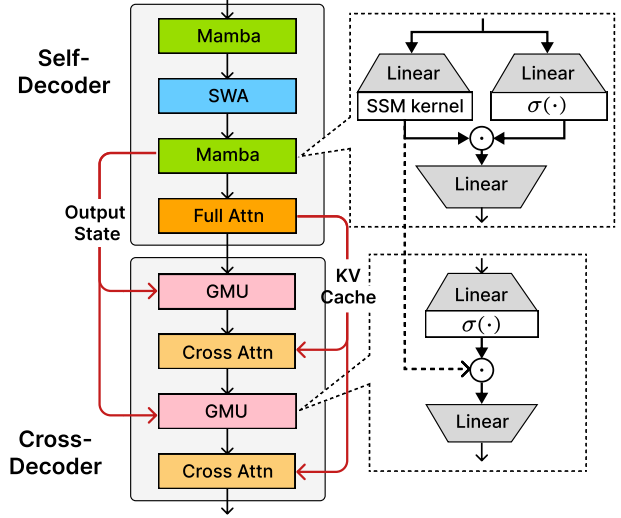 Self-
Decoder
Mamba
SWA
Mamba
Full Attn
Output
State
KV
Cache
GMU
Cross Attn
GMU
Cross Attn
Cross-
Decoder
Linear
Linear
SSM kernel
σ(·)
Linear
Linear
σ(·)
Linear